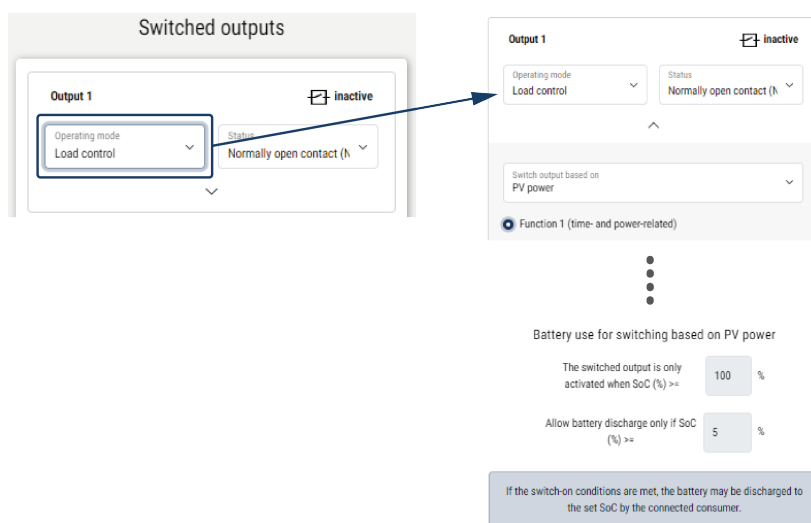 Switched outputs
Output 1
inactive
Operating mode
Load control
Status
Normally open contact (N
Output 1
inactive
Operating mode
Load control
Status
Normally open contact (N
Switch output based on
PV power
Function 1 (time- and power-related)
Battery use for switching based on PV power
The switched output is only
activated when SoC (%) >=
100 %
Allow battery discharge only if SoC
(%) >=
5 %
If the switch-on conditions are met, the battery may be discharged to
the set SoC by the connected consumer.